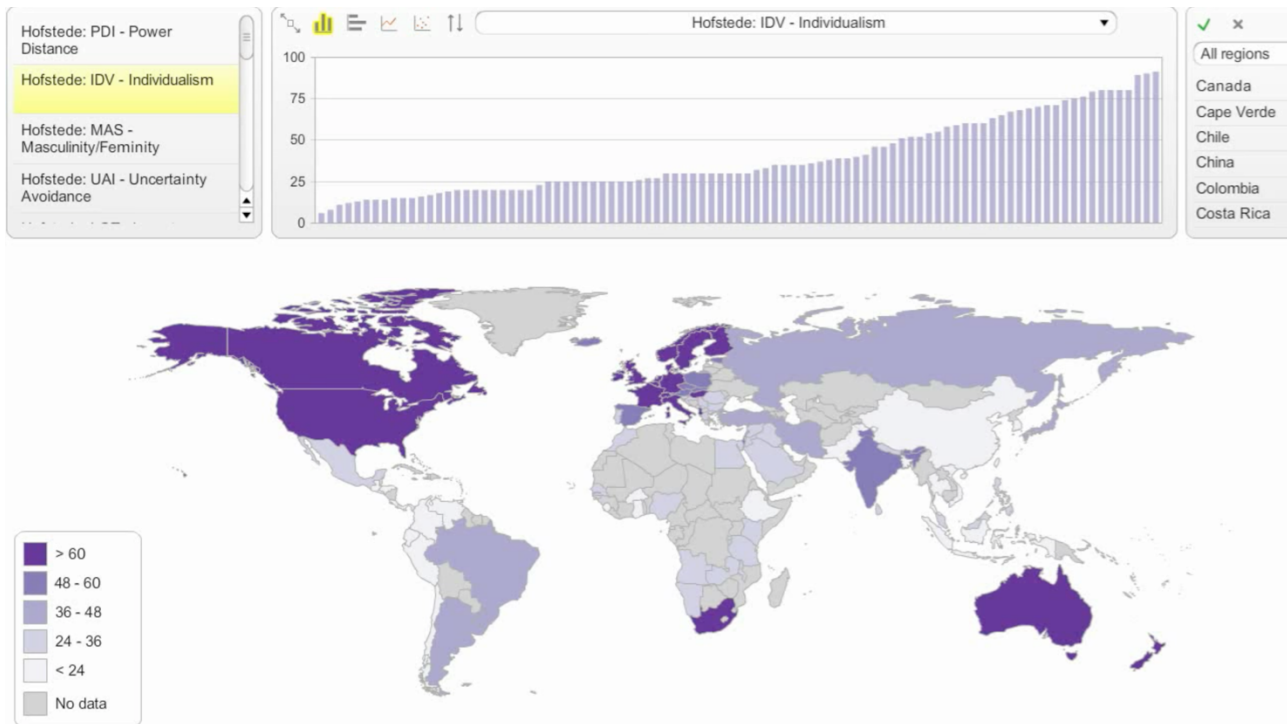 Hofstede: PDI - Power
Distance
Hofstede: IDV - Individualism
Hofstede: MAS -
Masculinity/Feminity
Hofstede: UAI - Uncertainty
Avoidance
Hofstede: IDV - Individualism
100
75
50
25
0
All regions
Canada
Cape Verde
Chile
China
Colombia
Costa Rica
> 60
48 - 60
36 - 48
24 - 36
< 24
No data